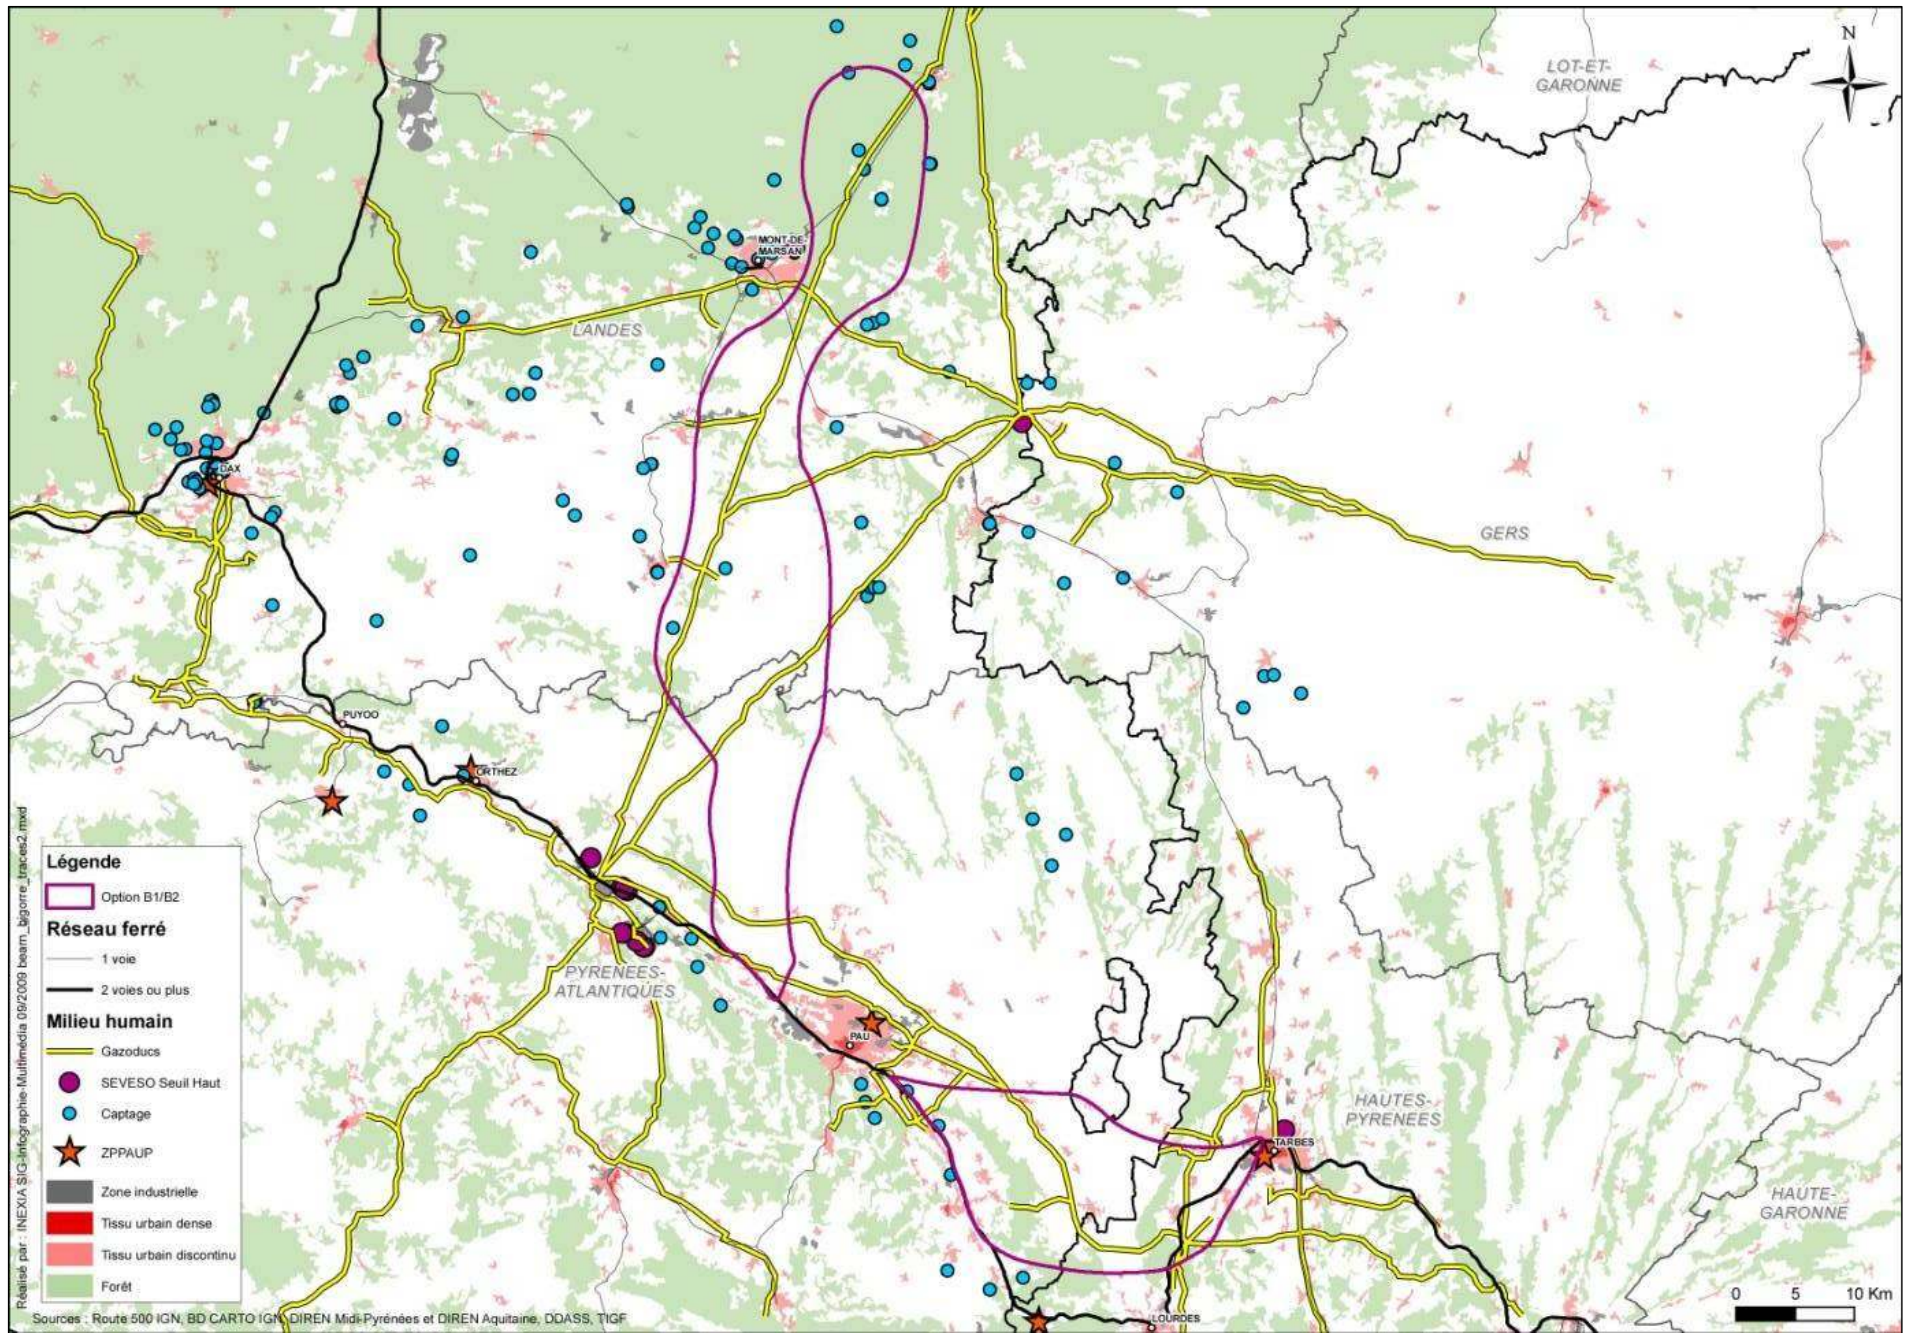 N
LOT-ET-
GARONNE
MONT-DE-
MARSAN
LANDES
DAX
GERS
PUYOO
ORTHEZ
PYRENEES-
ATLANTIQUES
PAU
HAUTES-
PYRENEES
TARBES
HAUTE-
GARONNE
LOURDES
Légende
Option B1/B2
Réseau ferré
1 voie
2 voies ou plus
Milieu humain
Gazoducs
SEVESO Seuil Haut
Captage
ZPPAUP
Zone industrielle
Tissu urbain dense
Tissu urbain discontinu
Forêt
0 5 10 Km
Réalisé par : INEXIA SIG-Infographie-Multimédia 09/2009 bearn_bigorre_traces2.mxd
Sources : Route 500 IGN, BD CARTO IGN, DIREN Midi-Pyrénées et DIREN Aquitaine, DDASS, TIGF